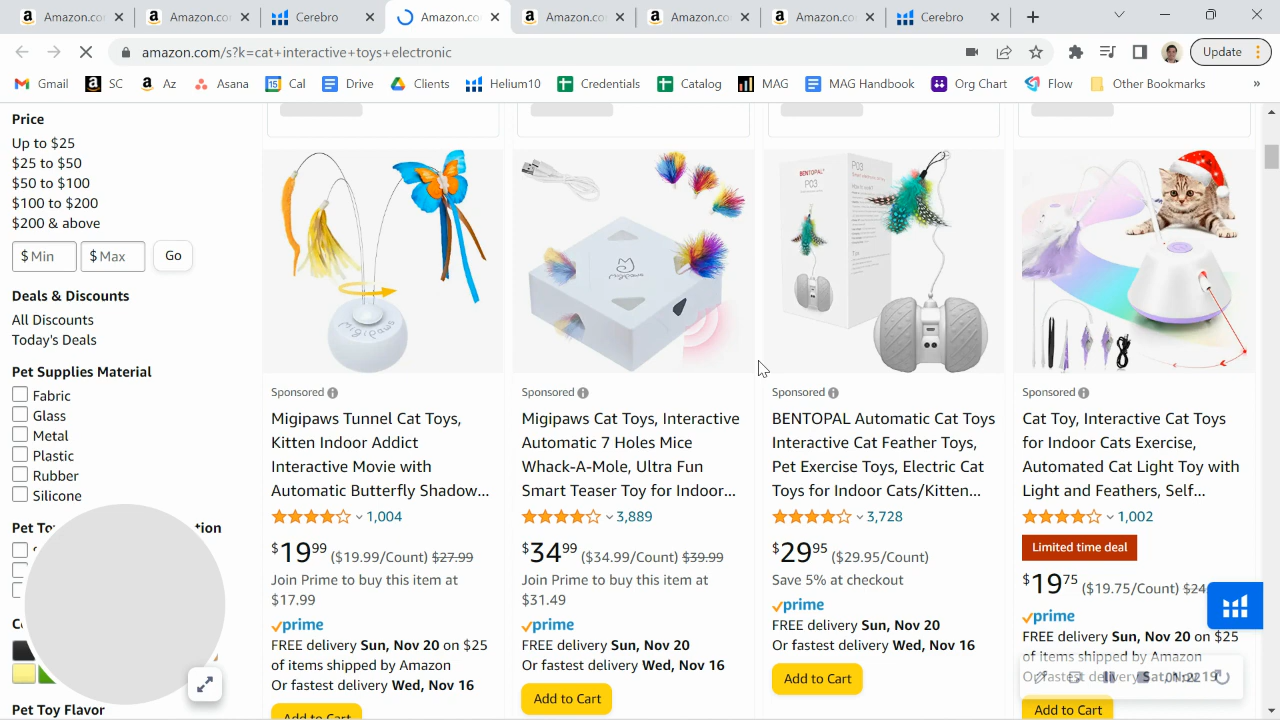 Amazon.co
Amazon.co
Cerebro
Amazon.co
Amazon.co
Amazon.co
Amazon.co
Cerebro
amazon.com/s?k=cat+interactive+toys+electronic
Update
Gmail
SC
Az
Asana
Cal
Drive
Clients
Helium10
Credentials
Catalog
MAG
MAG Handbook
Org Chart
Flow
Other Bookmarks
»
Price
Up to $25
$25 to $50
$50 to $100
$100 to $200
$200 & above
$ Min
$ Max
Go
Deals & Discounts
All Discounts
Today's Deals
Pet Supplies Material
Fabric
Glass
Metal
Plastic
Rubber
Silicone
Pet Toy Flavor
migipaws
Sponsored
Migipaws Tunnel Cat Toys,
Kitten Indoor Addict
Interactive Movie with
Automatic Butterfly Shadow...
1,004
$19 99 ($19.99/Count) $27.99
Join Prime to buy this item at
$17.99
prime
FREE delivery Sun, Nov 20 on $25
of items shipped by Amazon
Or fastest delivery Wed, Nov 16
Add to Cart
migipaws
Sponsored
Migipaws Cat Toys, Interactive
Automatic 7 Holes Mice
Whack-A-Mole, Ultra Fun
Smart Teaser Toy for Indoor...
3,889
$34 99 ($34.99/Count) $39.99
Join Prime to buy this item at
$31.49
prime
FREE delivery Sun, Nov 20
Or fastest delivery Wed, Nov 16
Add to Cart
BENTOPAL
P03
P03
Sponsored
BENTOPAL Automatic Cat Toys
Interactive Cat Feather Toys,
Pet Exercise Toys, Electric Cat
Toys for Indoor Cats/Kitten...
3,728
$29 95 ($29.95/Count)
Save 5% at checkout
prime
FREE delivery Sun, Nov 20
Or fastest delivery Wed, Nov 16
Add to Cart
Sponsored
Cat Toy, Interactive Cat Toys
for Indoor Cats Exercise,
Automated Cat Light Toy with
Light and Feathers, Self...
1,002
Limited time deal
$19 75 ($19.75/Count)
prime
FREE delivery Sun, Nov 20 on $25
of items shipped by Amazon
Or fastest delivery Sat, Nov 19
Add to Cart